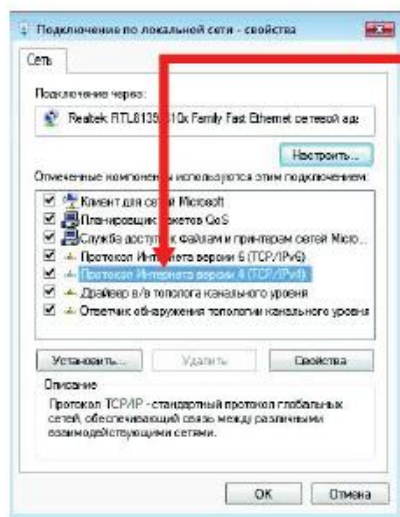 Подключение по локальной сети - свойства
Сеть
Подключение через:
Realtek RTL8139/810x Family Fast Ethernet сетевой ада
Настроить...
Отмеченные компоненты используются этим подключением:
Клиент для сетей Microsoft
Планировщик пакетов QoS
Служба доступа к файлам и принтерам сетей Micro...
Протокол Интернета версии 6 (TCP/IPv6)
Протокол Интернета версии 4 (TCP/IPv4)
Драйвер в/в тополога канального уровня
Ответчик обнаружения топологии канального уровня
Установить... Удалить Свойства
Описание
Протокол TCP/IP - стандартный протокол глобальных
сетей, обеспечивающий связь между различными
взаимодействующими сетями.
OK Отмена